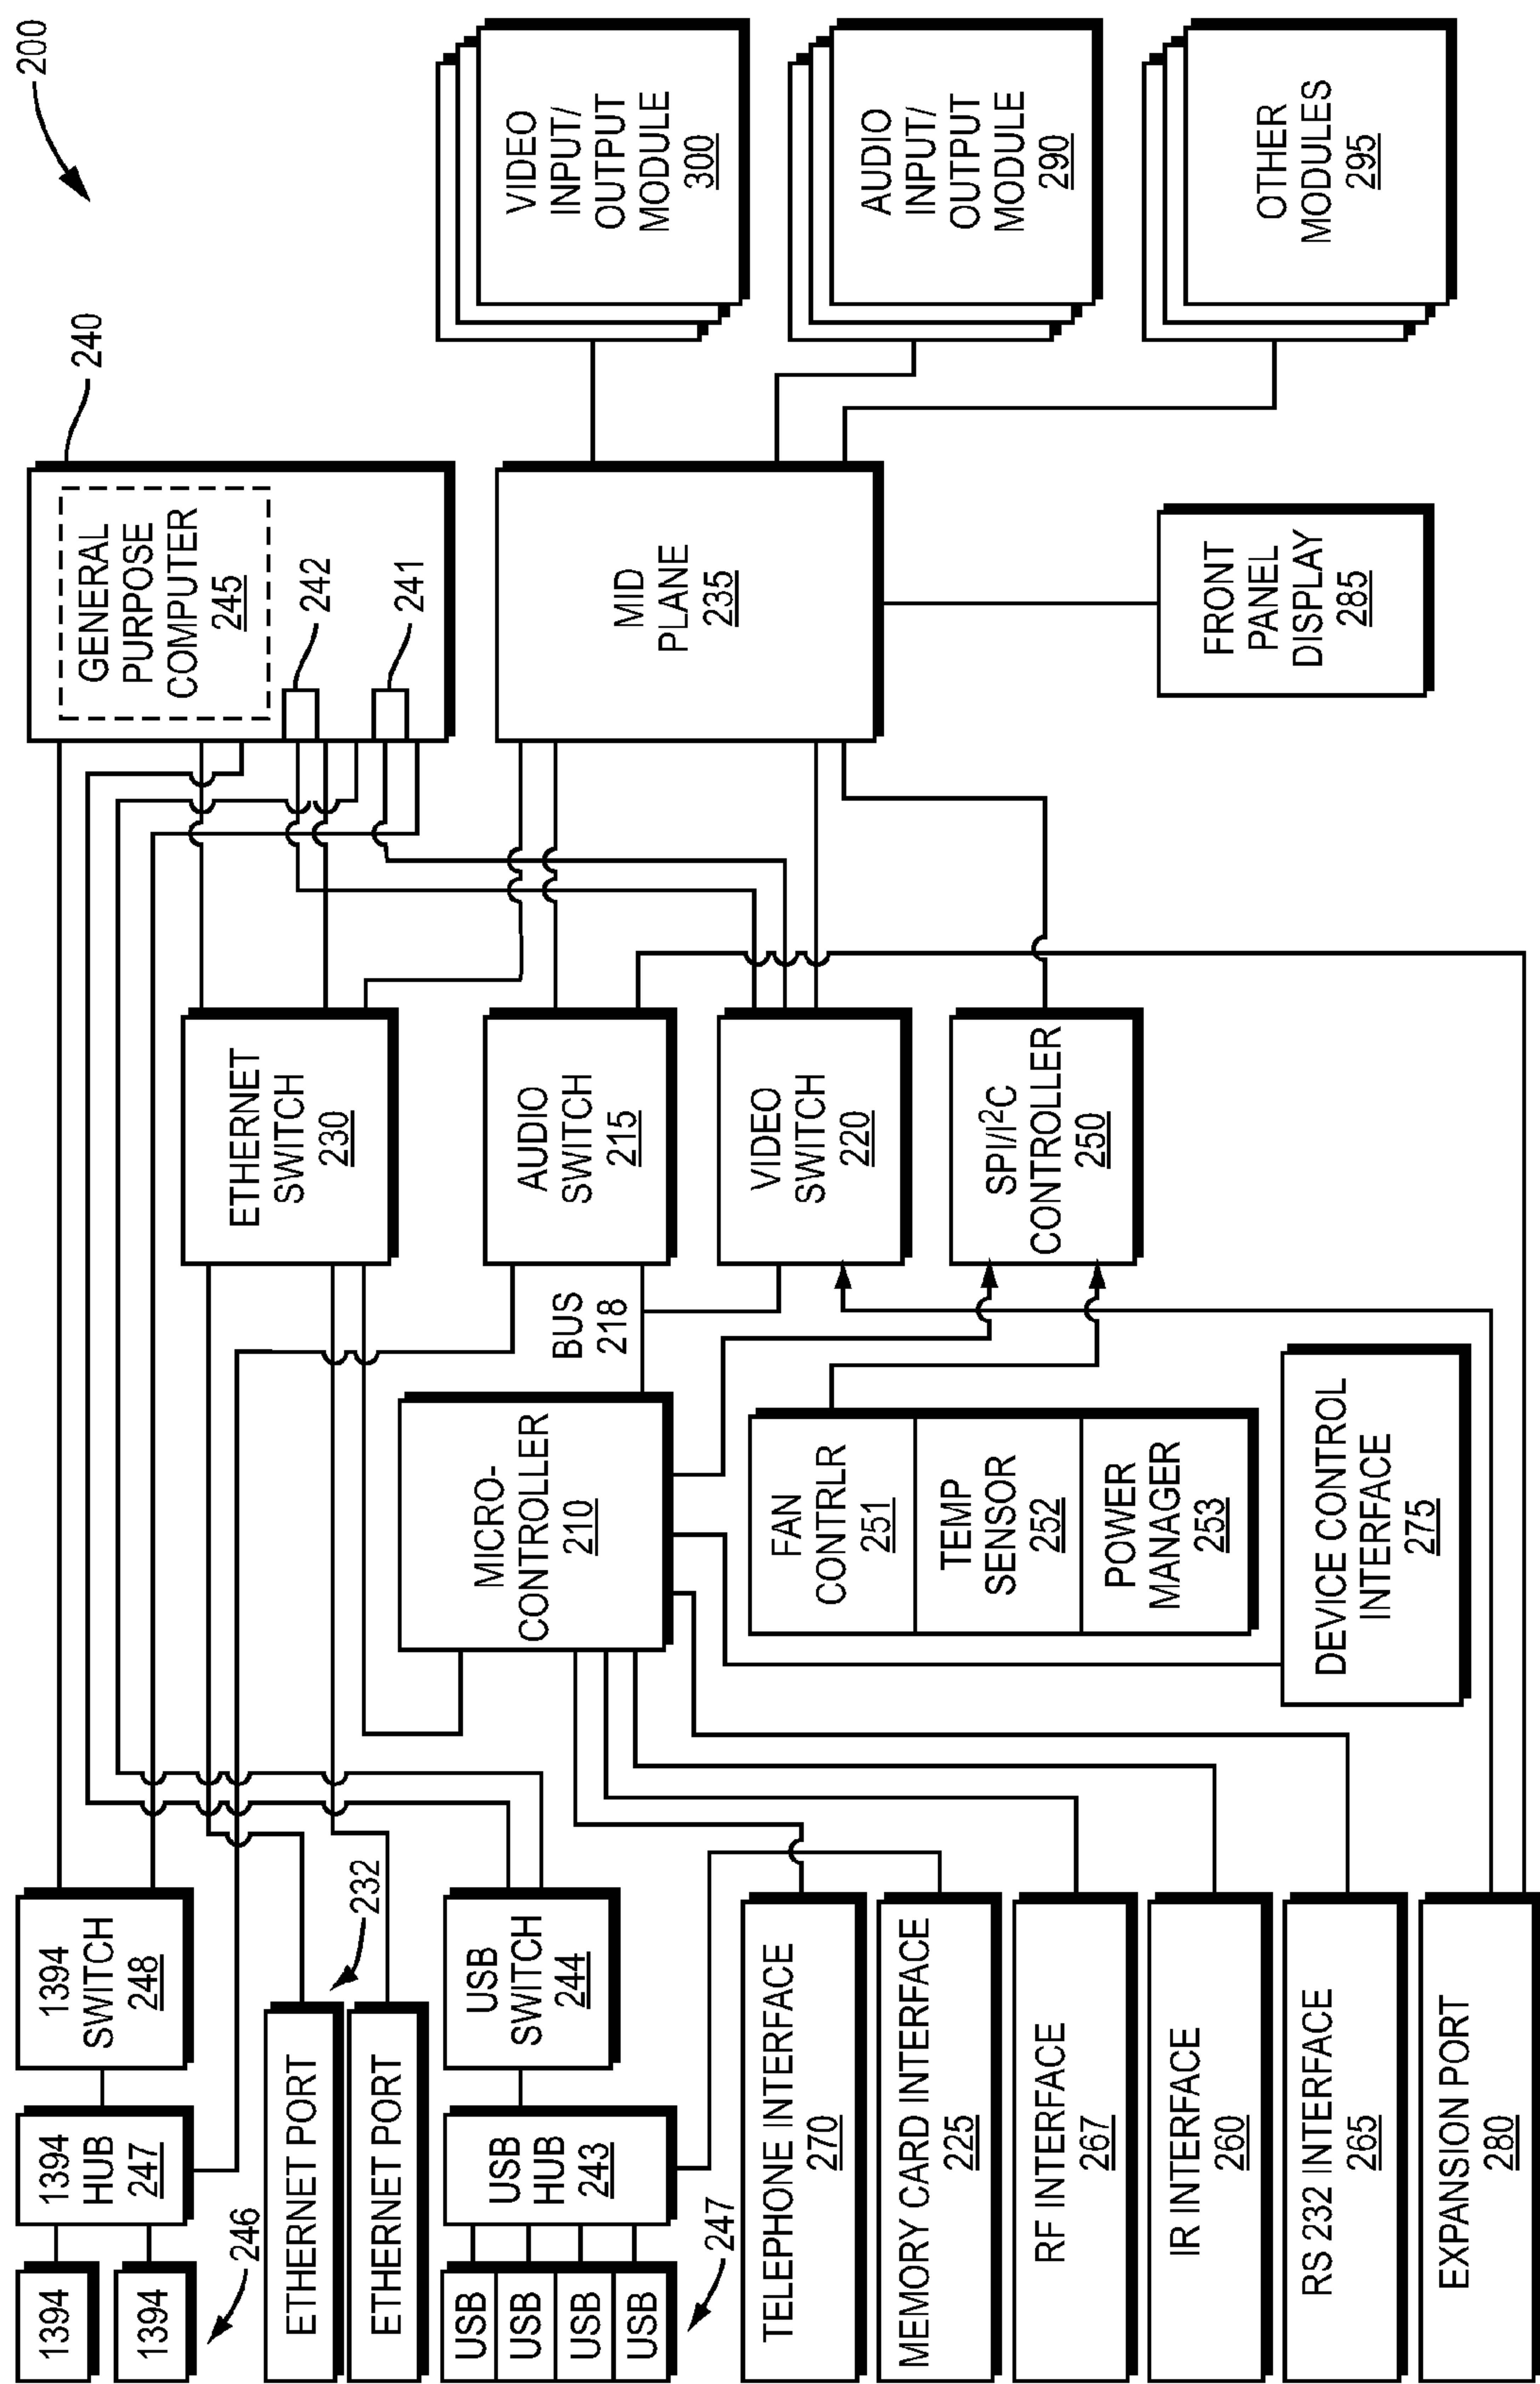 200
1394
1394
246
1394
HUB
247
1394
SWITCH
248
ETHERNET PORT
ETHERNET PORT
232
USB
USB
USB
USB
247
USB
HUB
243
USB
SWITCH
244
TELEPHONE INTERFACE
270
MEMORY CARD INTERFACE
225
RF INTERFACE
267
IR INTERFACE
260
RS 232 INTERFACE
265
EXPANSION PORT
280
MICRO-
CONTROLLER
210
FAN
CONTRLR
251
TEMP
SENSOR
252
POWER
MANAGER
253
DEVICE CONTROL
INTERFACE
275
BUS
218
ETHERNET
SWITCH
230
AUDIO
SWITCH
215
VIDEO
SWITCH
220
SPI/I²C
CONTROLLER
250
240
GENERAL
PURPOSE
COMPUTER
245
242
241
MID
PLANE
235
FRONT
PANEL
DISPLAY
285
VIDEO
INPUT/
OUTPUT
MODULE
300
AUDIO
INPUT/
OUTPUT
MODULE
290
OTHER
MODULES
295